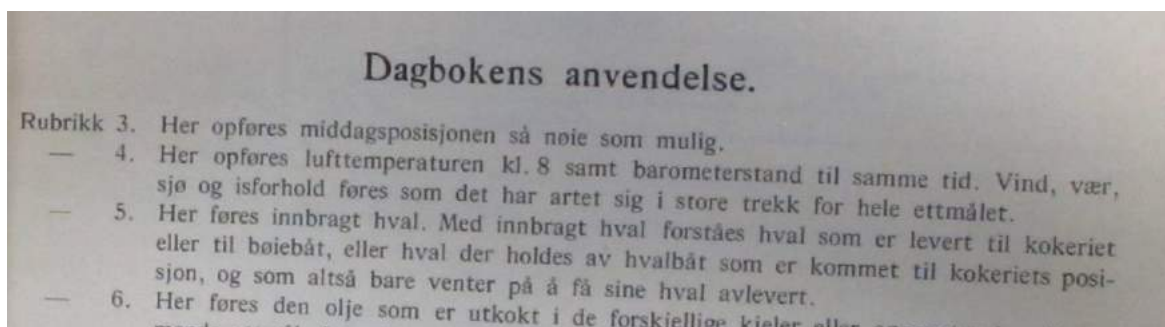 Dagbokens anvendelse.
Rubrikk 3. Her opføres middagsposisjonen så nøie som mulig.
— 4. Her opføres lufttemperaturen kl. 8 samt barometerstand til samme tid. Vind, vær,
sjø og isforhold føres som det har artet sig i store trekk for hele ettmålet.
— 5. Her føres innbragt hval. Med innbragt hval forståes hval som er levert til kokeriet
eller til bøiebåt, eller hval der holdes av hvalbåt som er kommet til kokeriets posi-
sjon, og som altså bare venter på å få sine hval avlevert.
— 6. Her føres den olje som er utkokt i de forskjellige kjeler eller